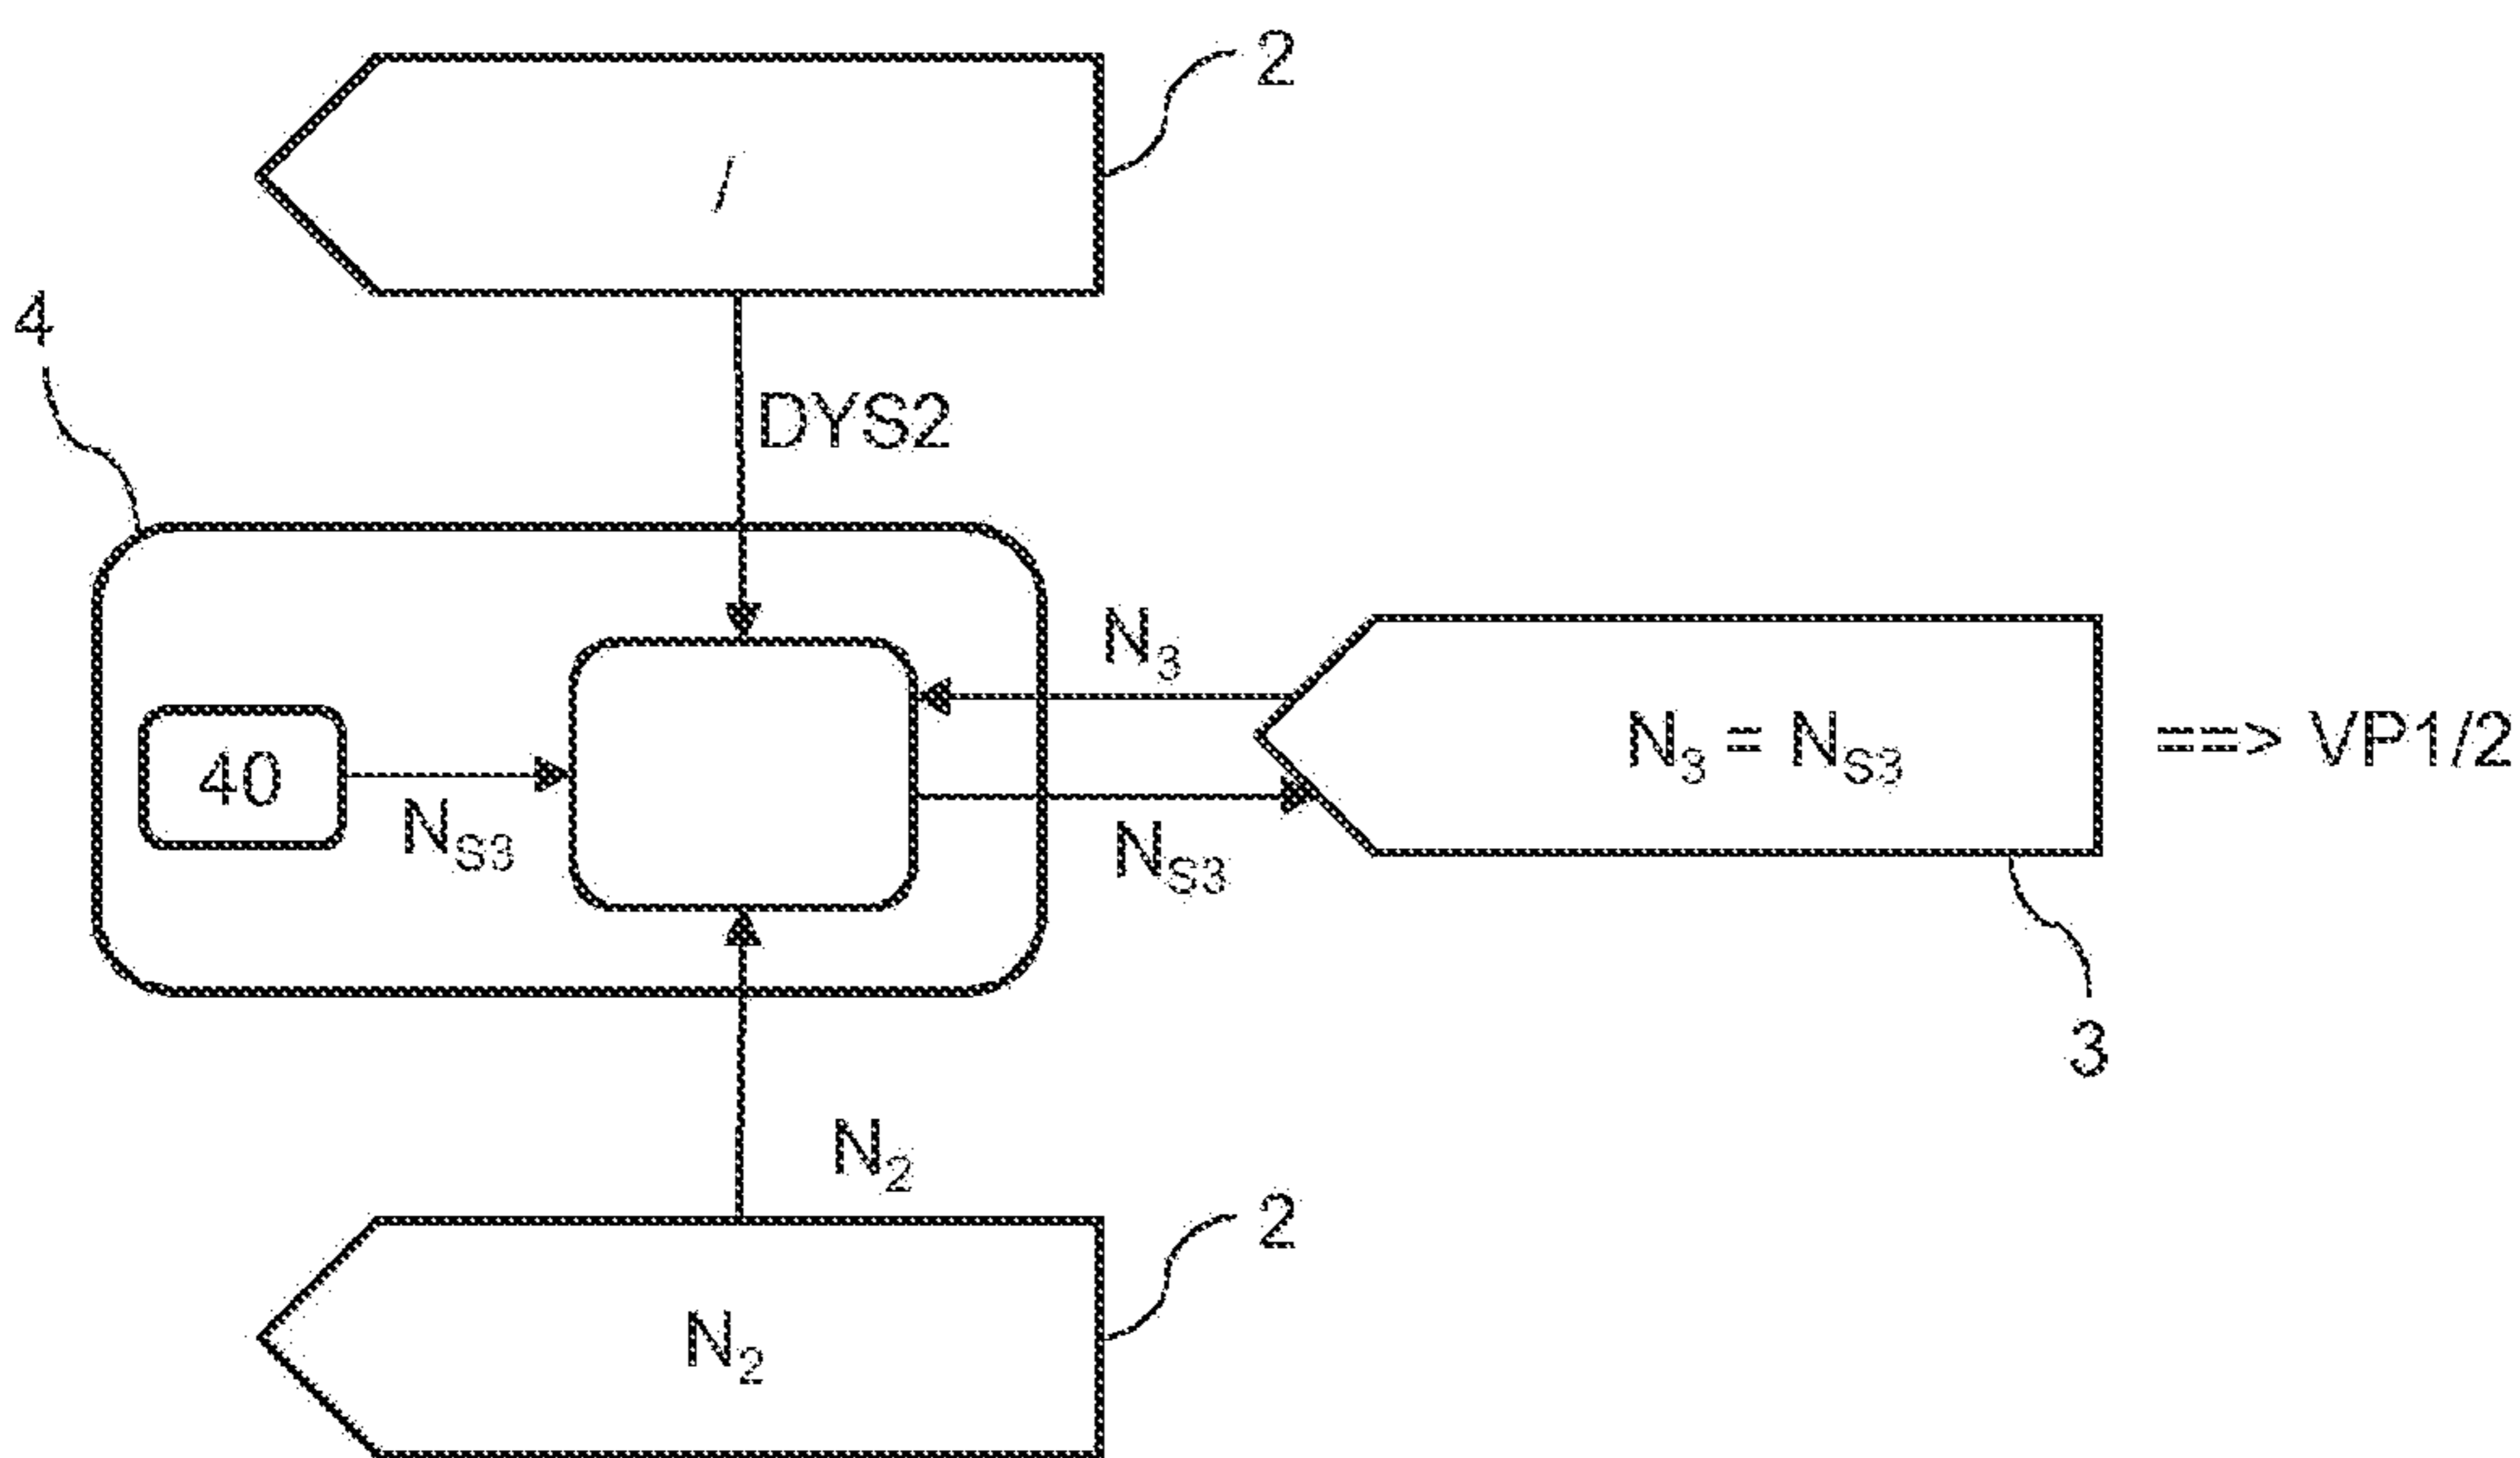 2
/
4
DYS2
N3
N3 = NS3 ==> VP1/2
40
NS3
NS3
3
N2
2
N2